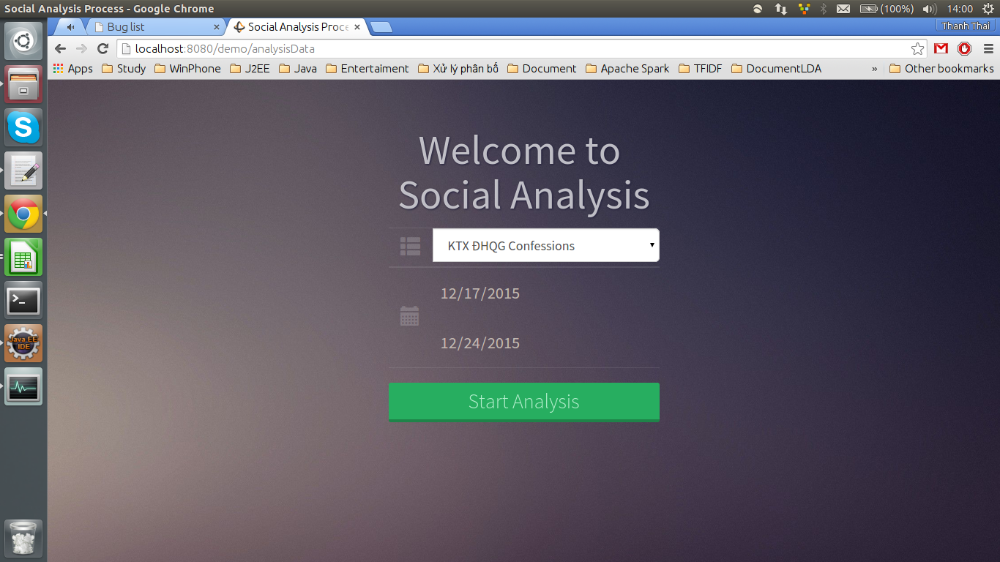 Social Analysis Process - Google Chrome
(100%)
14:00
Bug list
Social Analysis Proce
Thanh Thai
localhost:8080/demo/analysisData
Apps
Study
WinPhone
J2EE
Java
Entertaiment
Xử lý phân bố
Document
Apache Spark
TFIDF
DocumentLDA
»
Other bookmarks
Welcome to
Social Analysis
KTX ĐHQG Confessions
12/17/2015
12/24/2015
Start Analysis
S
>_
Java EE
IDE